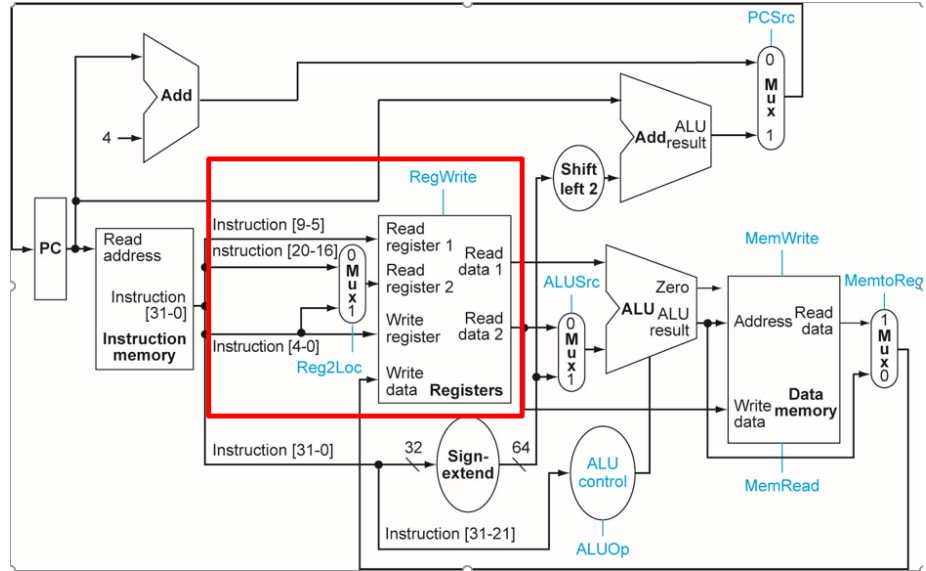 PCSrc
0
M
u
x
1
Add
4
Add
ALU
result
Shift
left 2
RegWrite
PC
Read
address
Instruction
[31-0]
Instruction
memory
Instruction [9-5]
nstruction [20-16]
Instruction [4-0]
0
M
u
x
1
Reg2Loc
Read
register 1
Read
register 2
Write
register
Write
data
Read
data 1
Read
data 2
Registers
ALUSrc
0
M
u
x
1
Zero
ALU
ALU
result
MemWrite
Address
Read
data
Write
data
Data
memory
MemRead
MemtoReg
1
M
u
x
0
Instruction [31-0]
32
Sign-
extend
64
ALU
control
ALUOp
Instruction [31-21]